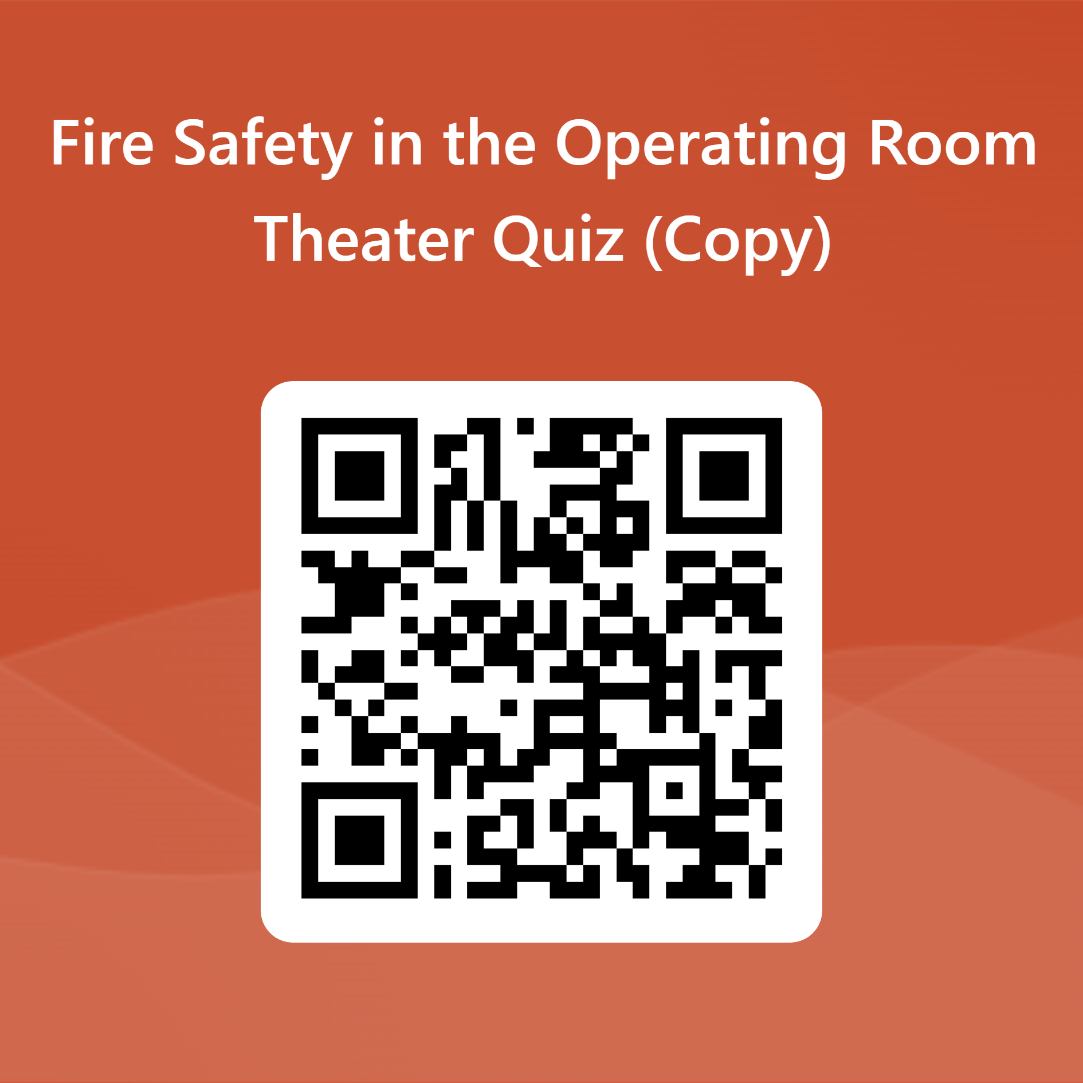 Fire Safety in the Operating Room
Theater Quiz (Copy)